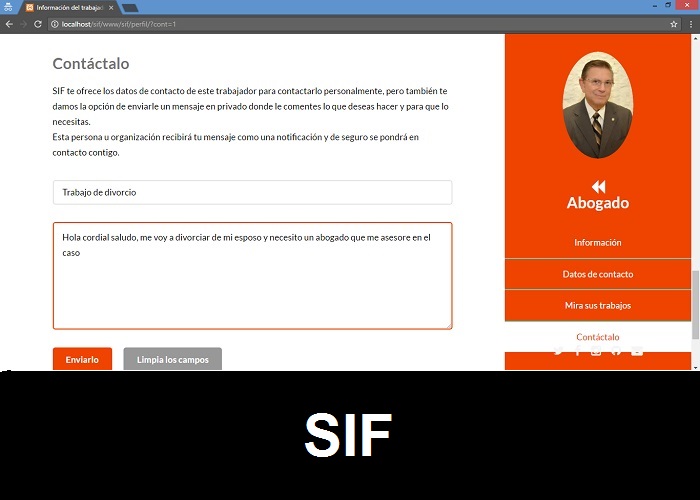 Información del trabajad
localhost/sif/www/sif/perfil/?cont=1
Contáctalo
SIF te ofrece los datos de contacto de este trabajador para contactarlo personalmente, pero también te
damos la opción de enviarle un mensaje en privado donde le comentes lo que deseas hacer y para que lo
necesitas.
Esta persona u organización recibirá tu mensaje como una notificación y de seguro se pondrá en
contacto contigo.
Trabajo de divorcio
Hola cordial saludo, me voy a divorciar de mi esposo y necesito un abogado que me asesore en el
caso
Enviarlo
Limpia los campos
Abogado
Información
Datos de contacto
Mira sus trabajos
Contáctalo
SIF